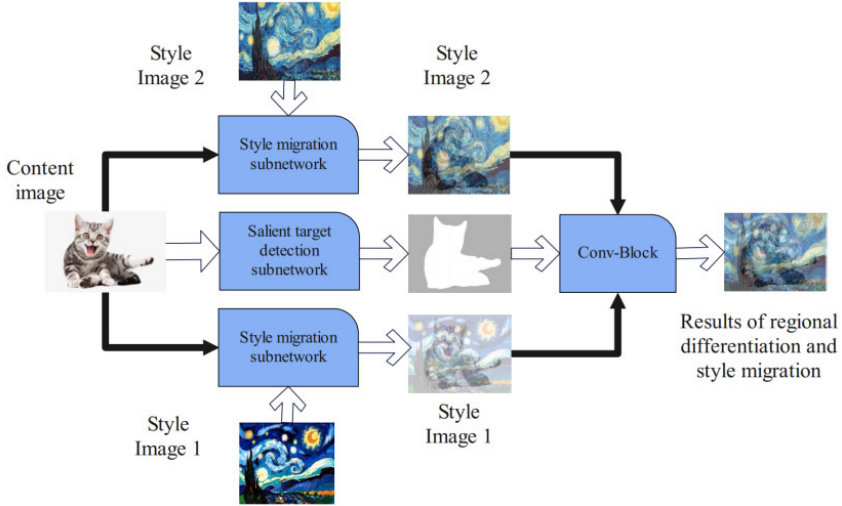 Style
Image 2
Style
Image 2
Style migration
subnetwork
Content
image
Salient target
detection
subnetwork
Conv-Block
Style migration
subnetwork
Results of regional
differentiation and
style migration
Style
Image 1
Style
Image 1